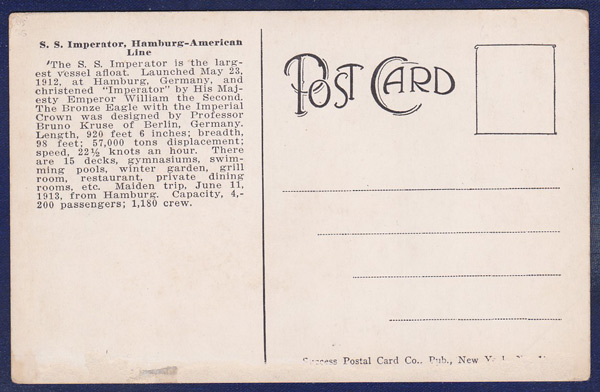 S. S. Imperator, Hamburg-American
Line
"The S. S. Imperator is the larg-
est vessel afloat. Launched May 23,
1912, at Hamburg, Germany, and
christened "Imperator" by His Maj-
esty Emperor William the Second.
The Bronze Eagle with the Imperial
Crown was designed by Professor
Bruno Kruse of Berlin, Germany.
Length, 920 feet 6 inches; breadth,
98 feet; 57,000 tons displacement;
speed, 22½ knots an hour. There
are 15 decks, gymnasiums, swim-
ming pools, winter garden, grill
room, restaurant, private dining
rooms, etc. Maiden trip, June 11,
1913, from Hamburg. Capacity, 4,-
200 passengers; 1,180 crew.
POST CARD
Success Postal Card Co., Pub., New